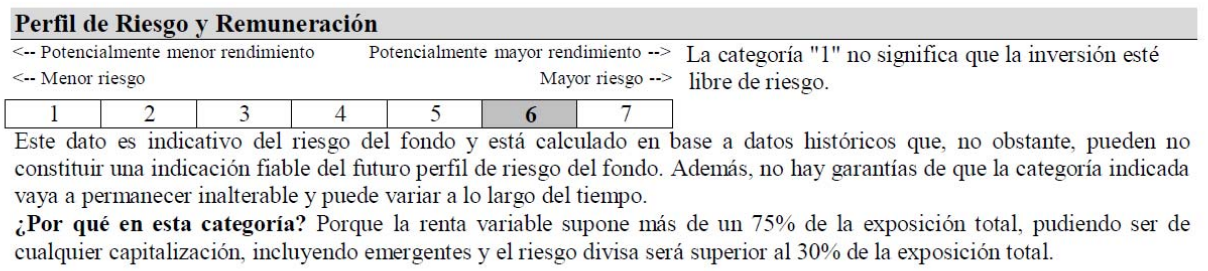 Perfil de Riesgo y Remuneración
<-- Potencialmente menor rendimiento Potencialmente mayor rendimiento --> La categoría "1" no significa que la inversión esté
<-- Menor riesgo Mayor riesgo --> libre de riesgo.
1 2 3 4 5 6 7
Este dato es indicativo del riesgo del fondo y está calculado en base a datos históricos que, no obstante, pueden no
constituir una indicación fiable del futuro perfil de riesgo del fondo. Además, no hay garantías de que la categoría indicada
vaya a permanecer inalterable y puede variar a lo largo del tiempo.
¿Por qué en esta categoría? Porque la renta variable supone más de un 75% de la exposición total, pudiendo ser de
cualquier capitalización, incluyendo emergentes y el riesgo divisa será superior al 30% de la exposición total.